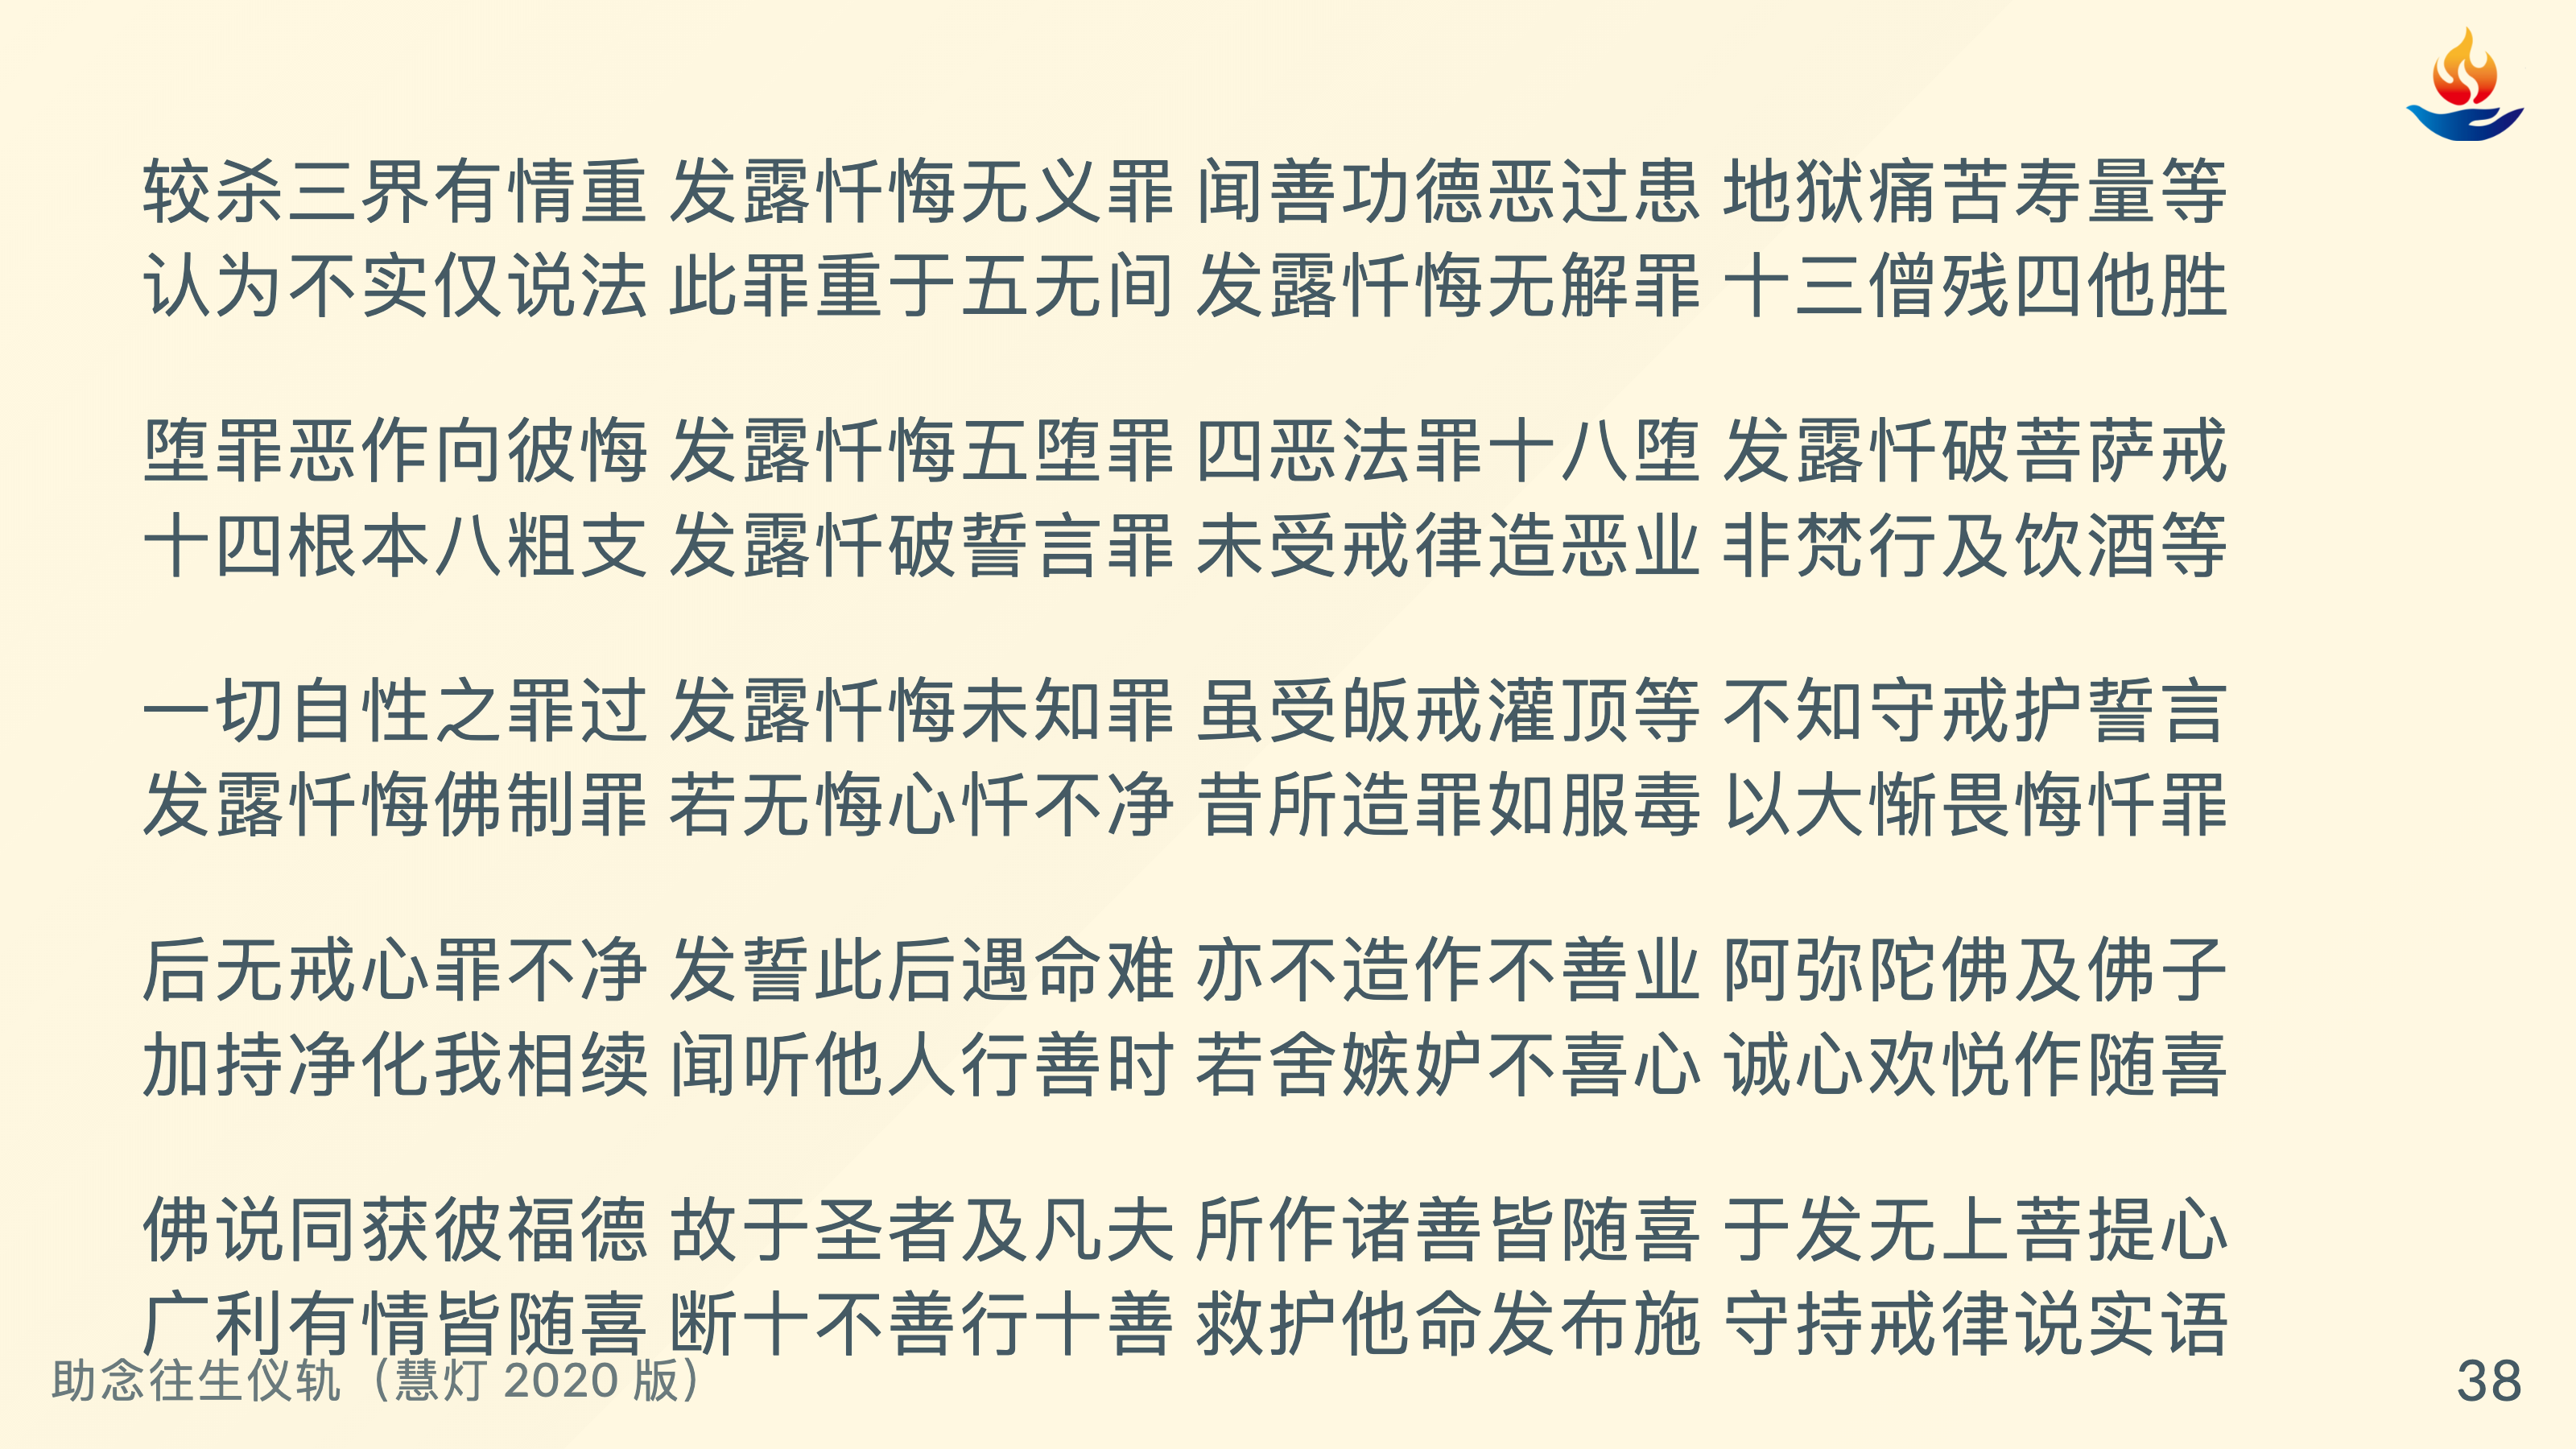 较杀三界有情重 发露忏悔无义罪 闻善功德恶过患 地狱痛苦寿量等
认为不实仅说法 此罪重于五无间 发露忏悔无解罪 十三僧残四他胜
堕罪恶作向彼悔 发露忏悔五堕罪 四恶法罪十八堕 发露忏破菩萨戒
十四根本八粗支 发露忏破誓言罪 未受戒律造恶业 非梵行及饮酒等
一切自性之罪过 发露忏悔未知罪 虽受皈戒灌顶等 不知守戒护誓言
发露忏悔佛制罪 若无悔心忏不净 昔所造罪如服毒 以大惭畏悔忏罪
后无戒心罪不净 发誓此后遇命难 亦不造作不善业 阿弥陀佛及佛子
加持净化我相续 闻听他人行善时 若舍嫉妒不喜心 诚心欢悦作随喜
佛说同获彼福德 故于圣者及凡夫 所作诸善皆随喜 于发无上菩提心
广利有情皆随喜 断十不善行十善 救护他命发布施 守持戒律说实语
助念往生仪轨（慧灯 2020 版） 38